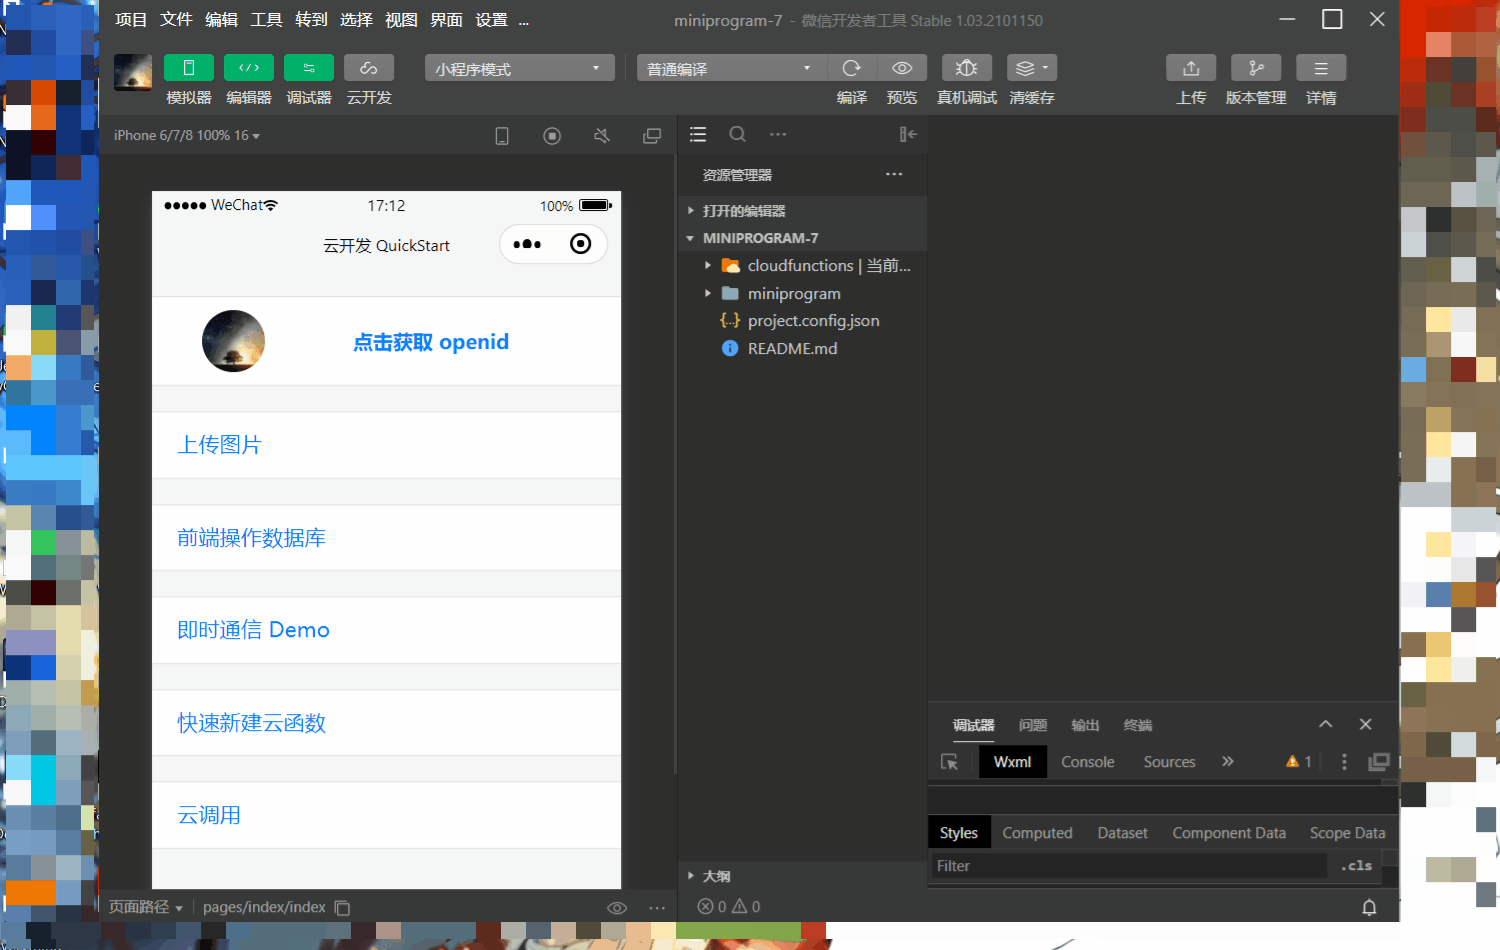 项目 文件 编辑 工具 转到 选择 视图 界面 设置 ...
miniprogram-7 - 微信开发者工具 Stable 1.03.2101150
小程序模式
普通编译
模拟器 编辑器 调试器 云开发
编译 预览 真机调试 清缓存
上传 版本管理 详情
iPhone 6/7/8 100% 16
WeChat
17:12
100%
云开发 QuickStart
点击获取 openid
上传图片
前端操作数据库
即时通信 Demo
快速新建云函数
云调用
页面路径
pages/index/index
资源管理器
打开的编辑器
MINIPROGRAM-7
cloudfunctions | 当前...
miniprogram
{..} project.config.json
README.md
大纲
0 0
调试器 问题 输出 终端
Wxml Console Sources » 1
Styles Computed Dataset Component Data Scope Data
Filter
.cls